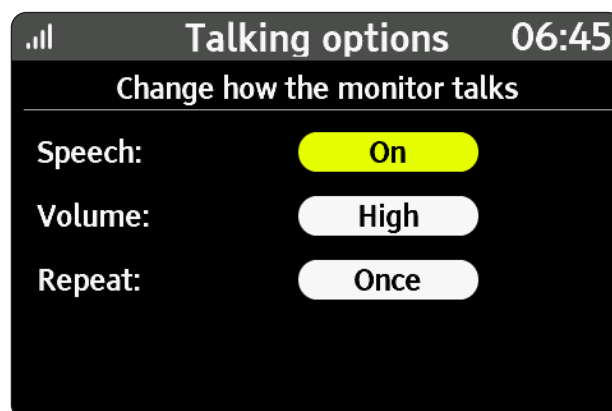 Talking options 06:45
Change how the monitor talks
Speech: On
Volume: High
Repeat: Once